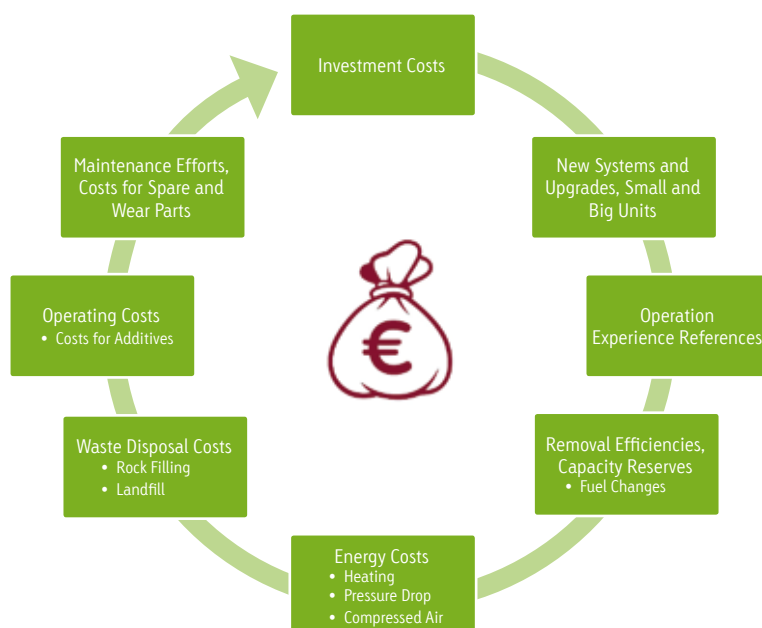 Investment Costs
New Systems and
Upgrades, Small and
Big Units
Operation
Experience References
Removal Efficiencies,
Capacity Reserves
• Fuel Changes
Energy Costs
• Heating
• Pressure Drop
• Compressed Air
Waste Disposal Costs
• Rock Filling
• Landfill
Operating Costs
• Costs for Additives
Maintenance Efforts,
Costs for Spare and
Wear Parts
€